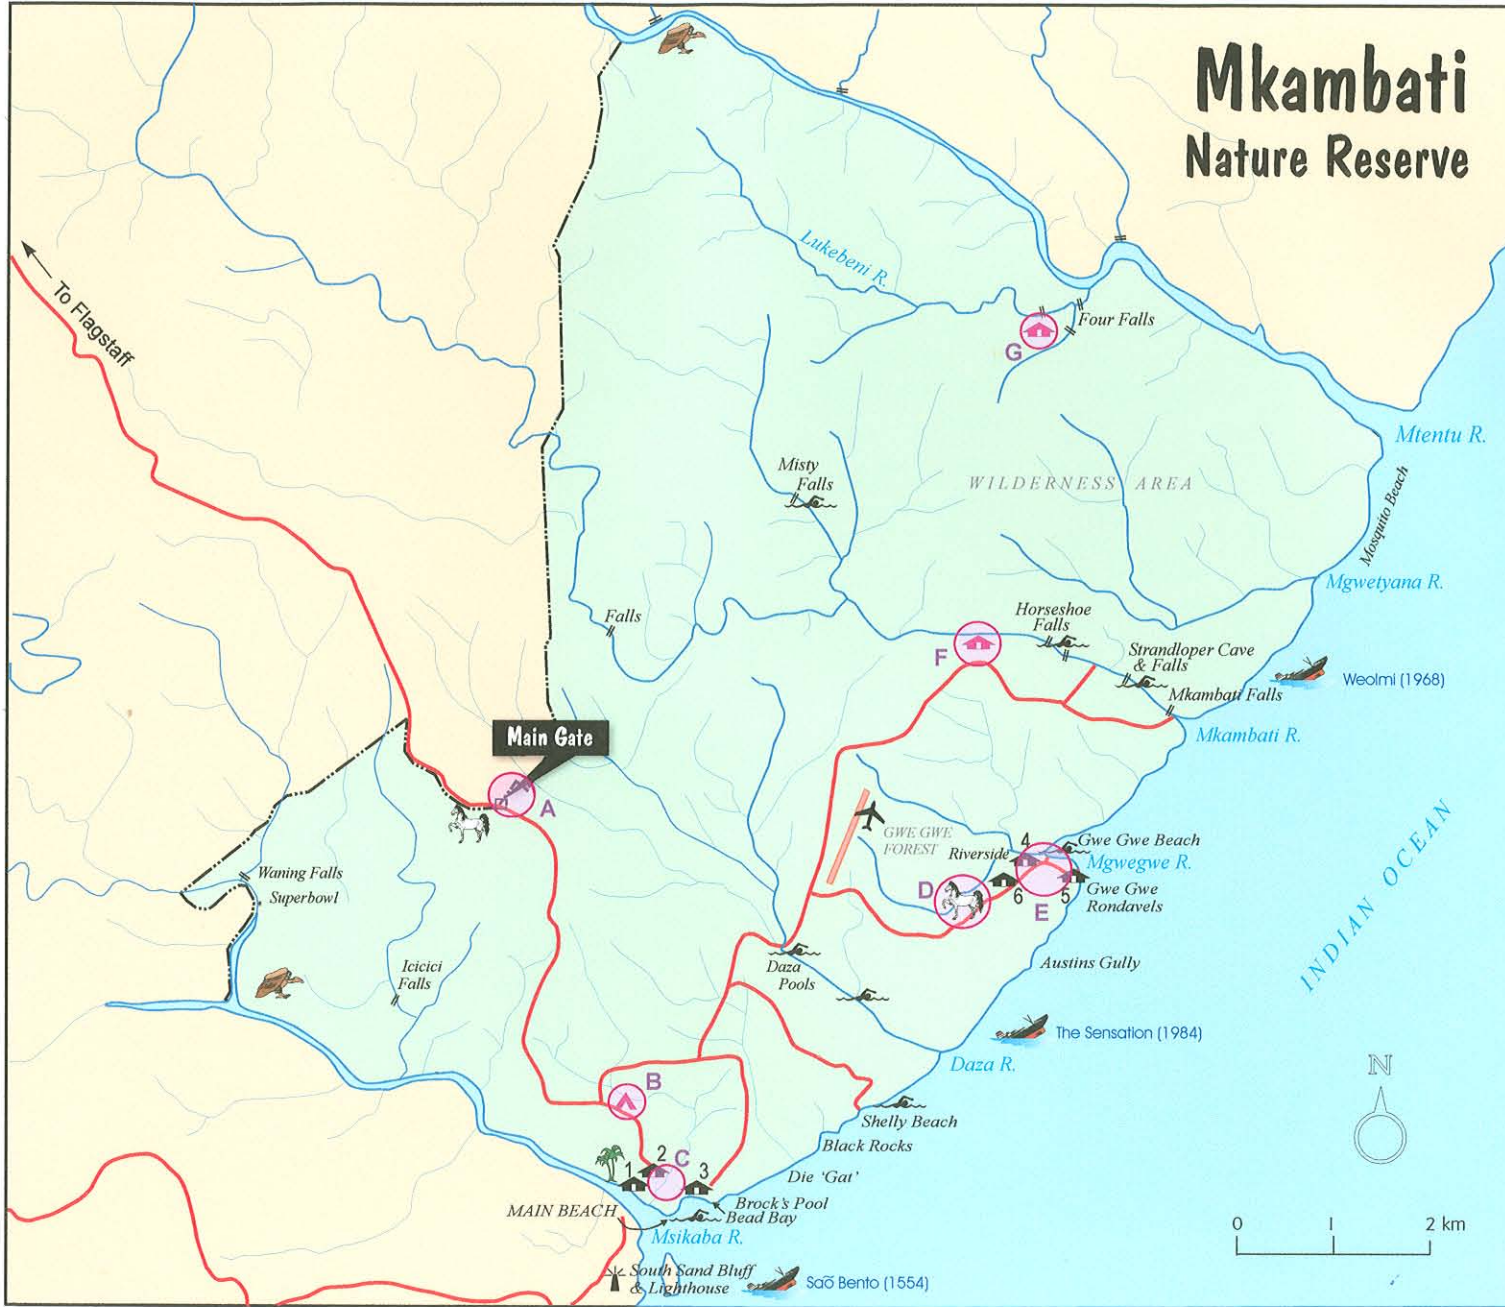 Mkambati
Nature Reserve
To Flagstaff
Lukebeni R.
Four Falls
G
Mtentu R.
Misty
Falls
WILDERNESS AREA
Mosquito Beach
Mgwetyana R.
Falls
Horseshoe
Falls
F
Strandloper Cave
& Falls
Weolmi (1968)
Mkambati Falls
Main Gate
Mkambati R.
A
GWE GWE
FOREST
4
Gwe Gwe Beach
Riverside
Mgwegwe R.
Waning Falls
Superbowl
D
6
5
E
Gwe Gwe
Rondavels
INDIAN OCEAN
Icicici
Falls
Daza
Pools
Austins Gully
The Sensation (1984)
Daza R.
N
B
Shelly Beach
Black Rocks
1
2
C
3
Die 'Gat'
MAIN BEACH
Brock's Pool
Bead Bay
Msikaba R.
0 1 2 km
South Sand Bluff
& Lighthouse
Saõ Bento (1554)